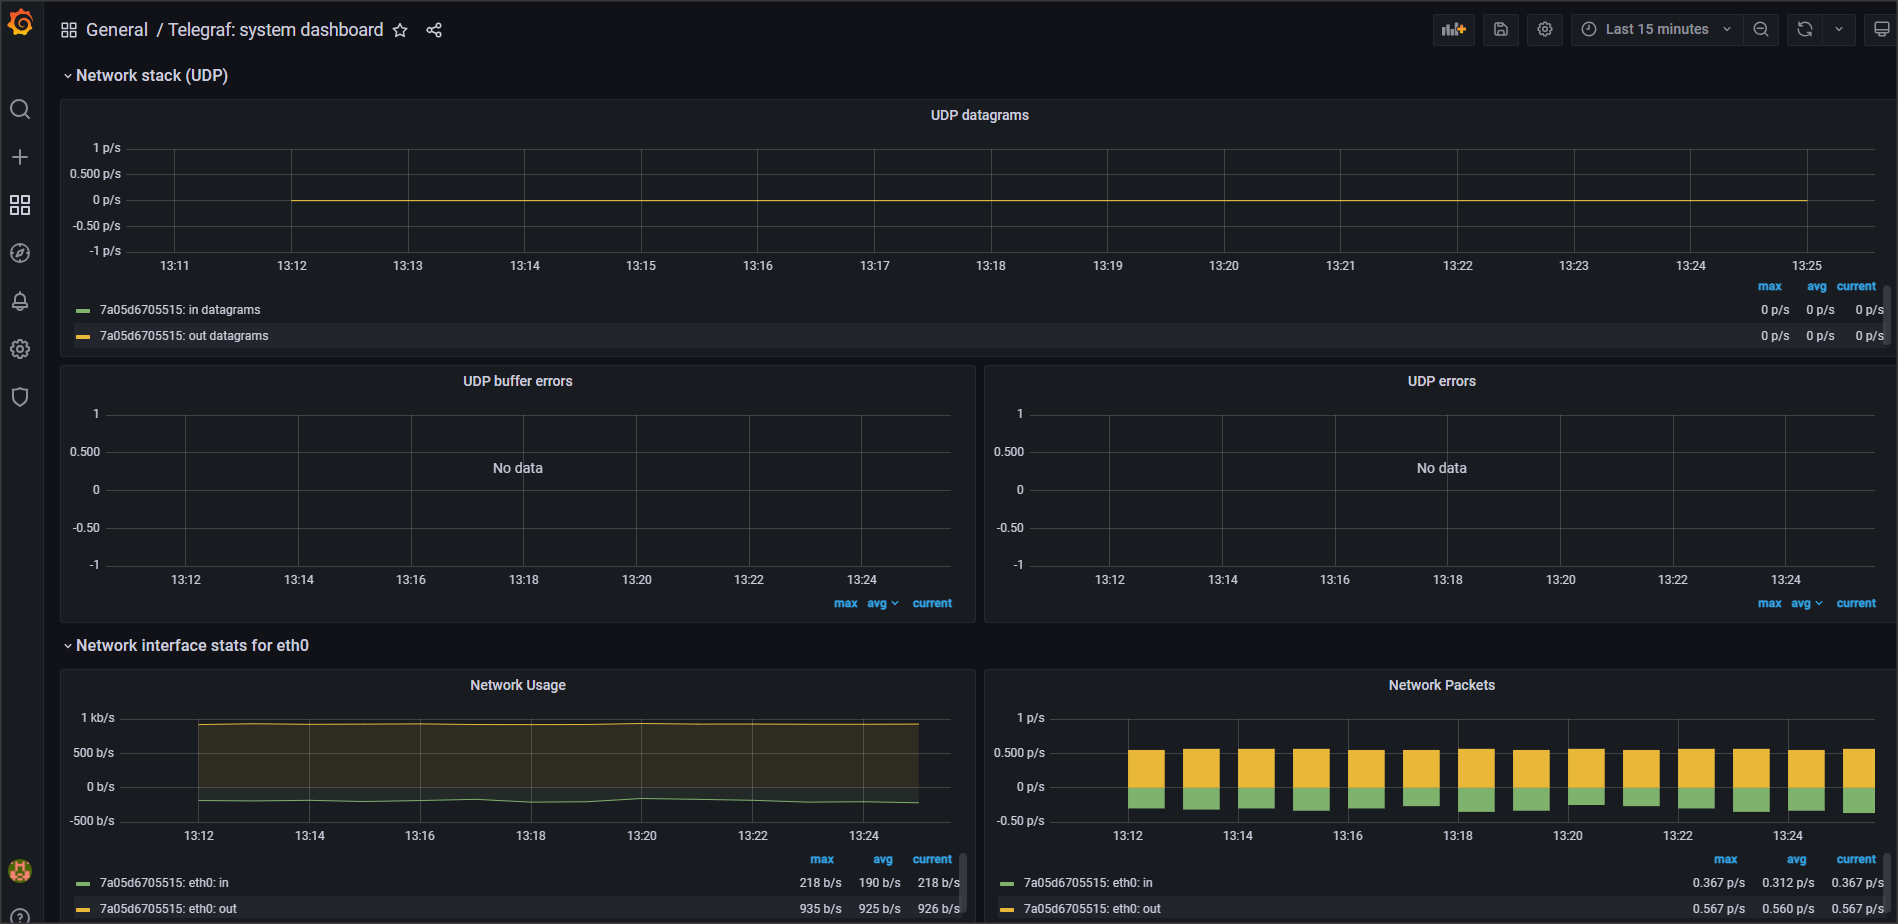 General / Telegraf: system dashboard
Last 15 minutes
Network stack (UDP)
UDP datagrams
1 p/s
0.500 p/s
0 p/s
-0.50 p/s
-1 p/s
13:11 13:12 13:13 13:14 13:15 13:16 13:17 13:18 13:19 13:20 13:21 13:22 13:23 13:24 13:25
max avg current
7a05d6705515: in datagrams 0 p/s 0 p/s 0 p/s
7a05d6705515: out datagrams 0 p/s 0 p/s 0 p/s
UDP buffer errors
1
0.500
No data
0
-0.50
-1
13:12 13:14 13:16 13:18 13:20 13:22 13:24
max avg current
UDP errors
1
0.500
No data
0
-0.50
-1
13:12 13:14 13:16 13:18 13:20 13:22 13:24
max avg current
Network interface stats for eth0
Network Usage
1 kb/s
500 b/s
0 b/s
-500 b/s
13:12 13:14 13:16 13:18 13:20 13:22 13:24
max avg current
7a05d6705515: eth0: in 218 b/s 190 b/s 218 b/s
7a05d6705515: eth0: out 935 b/s 925 b/s 926 b/s
Network Packets
1 p/s
0.500 p/s
0 p/s
-0.50 p/s
13:12 13:14 13:16 13:18 13:20 13:22 13:24
max avg current
7a05d6705515: eth0: in 0.367 p/s 0.312 p/s 0.367 p/s
7a05d6705515: eth0: out 0.567 p/s 0.560 p/s 0.567 p/s